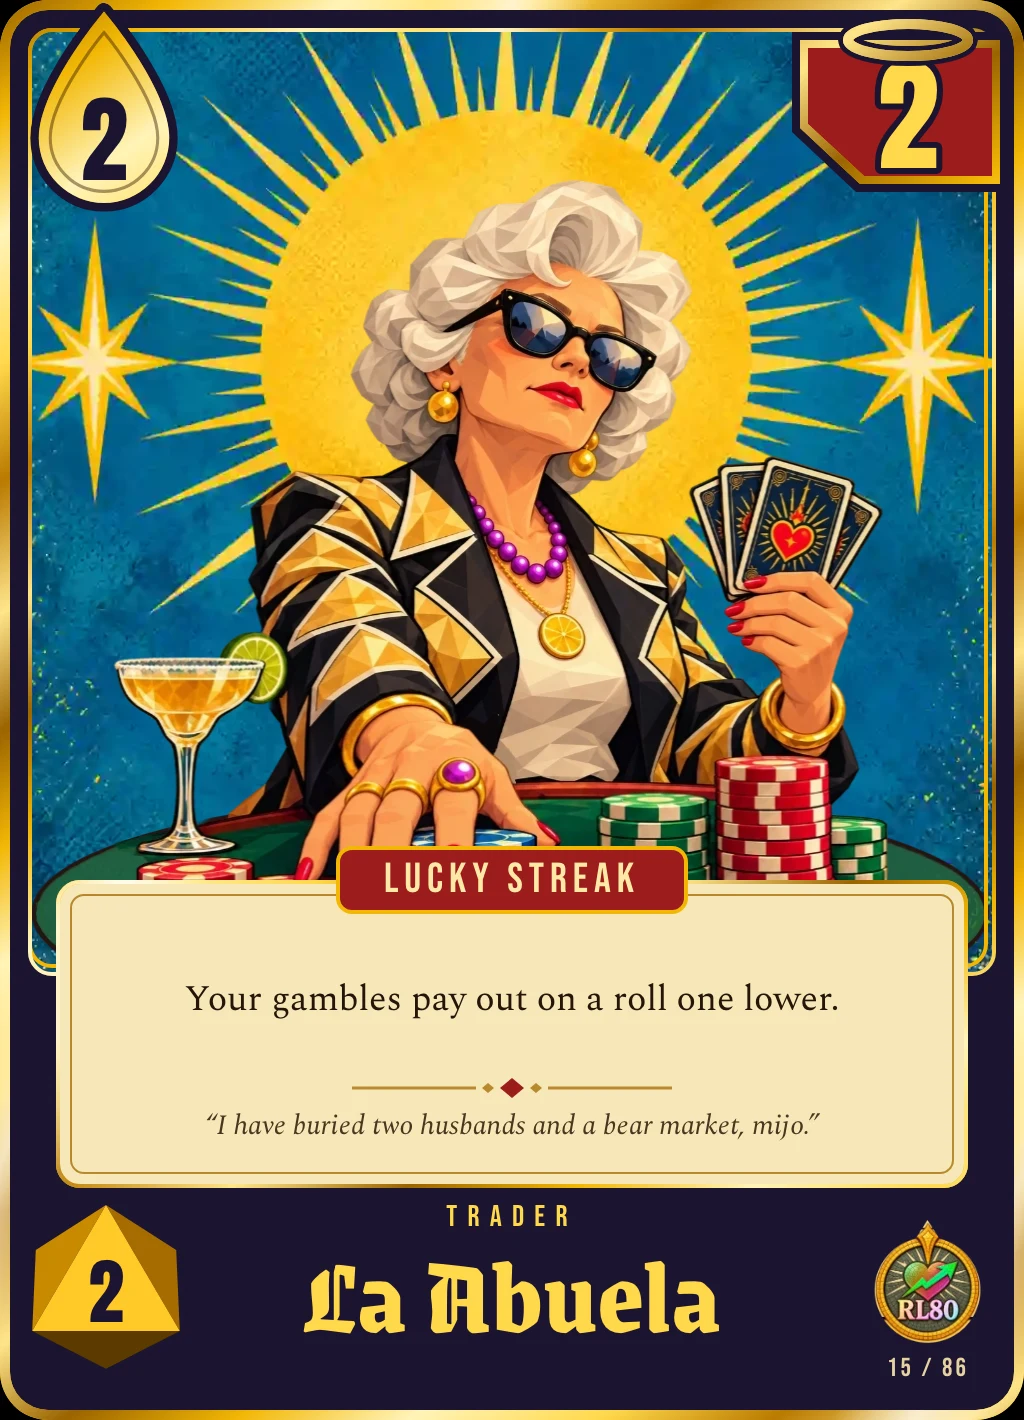 2
2
LUCKY STREAK
Your gambles pay out on a roll one lower.
“I have buried two husbands and a bear market, mijo.”
TRADER
2
La Abuela
RL80
15 / 86